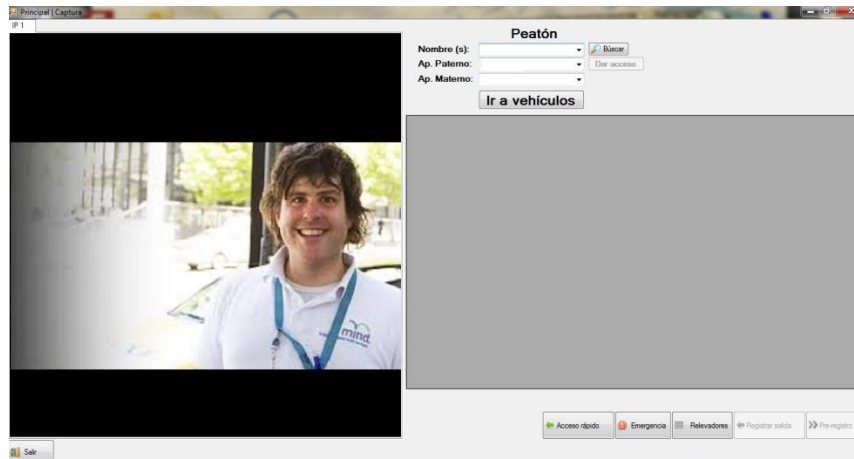 Principal | Captura
IP 1
Peatón
Nombre (s):
Búscar
Ap. Paterno:
Dar acceso
Ap. Materno:
Ir a vehículos
mind
Acceso rápido
Emergencia
Relevadores
Registrar salida
Pre-registro
Salir